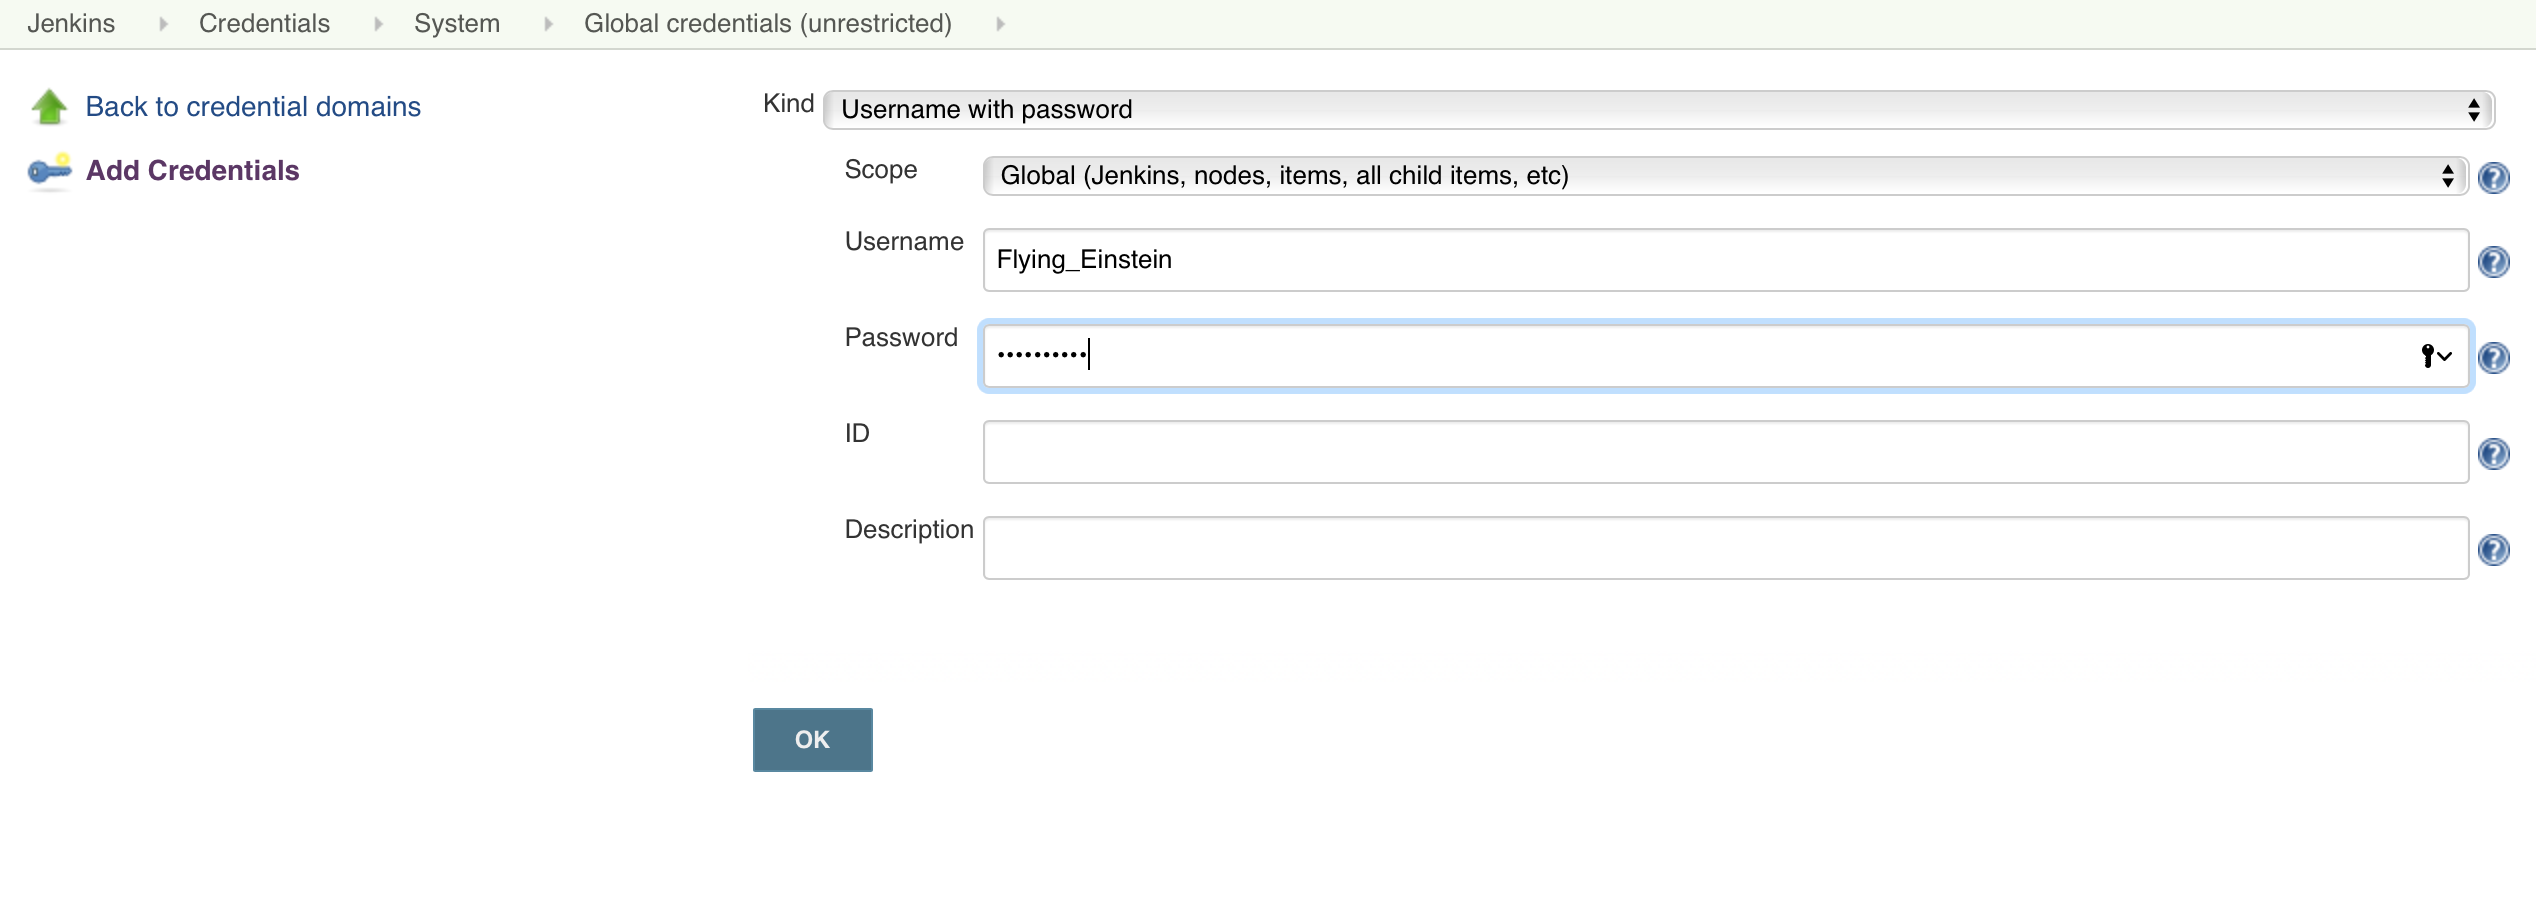 Jenkins Credentials System Global credentials (unrestricted)
Back to credential domains
Add Credentials
Kind Username with password
Scope Global (Jenkins, nodes, items, all child items, etc)
Username Flying_Einstein
Password ••••••••••
ID
Description
OK